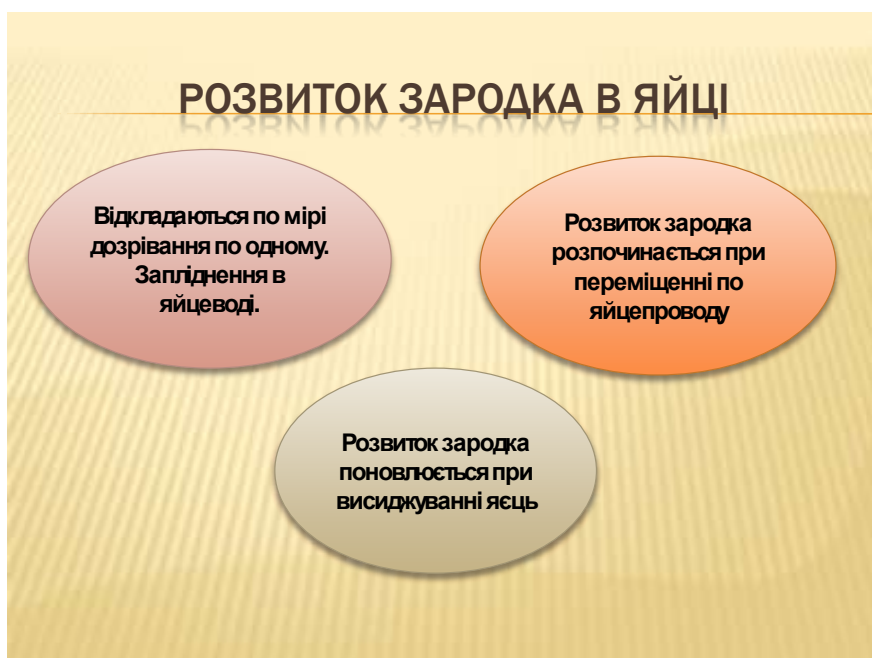 РОЗВИТОК ЗАРОДКА В ЯЙЦІ
Відкладаються по мірі
дозрівання по одному.
Запліднення в
яйцеводі.
Розвиток зародка
розпочинається при
переміщенні по
яйцепроводу
Розвиток зародка
поновлюється при
висиджуванні яєць